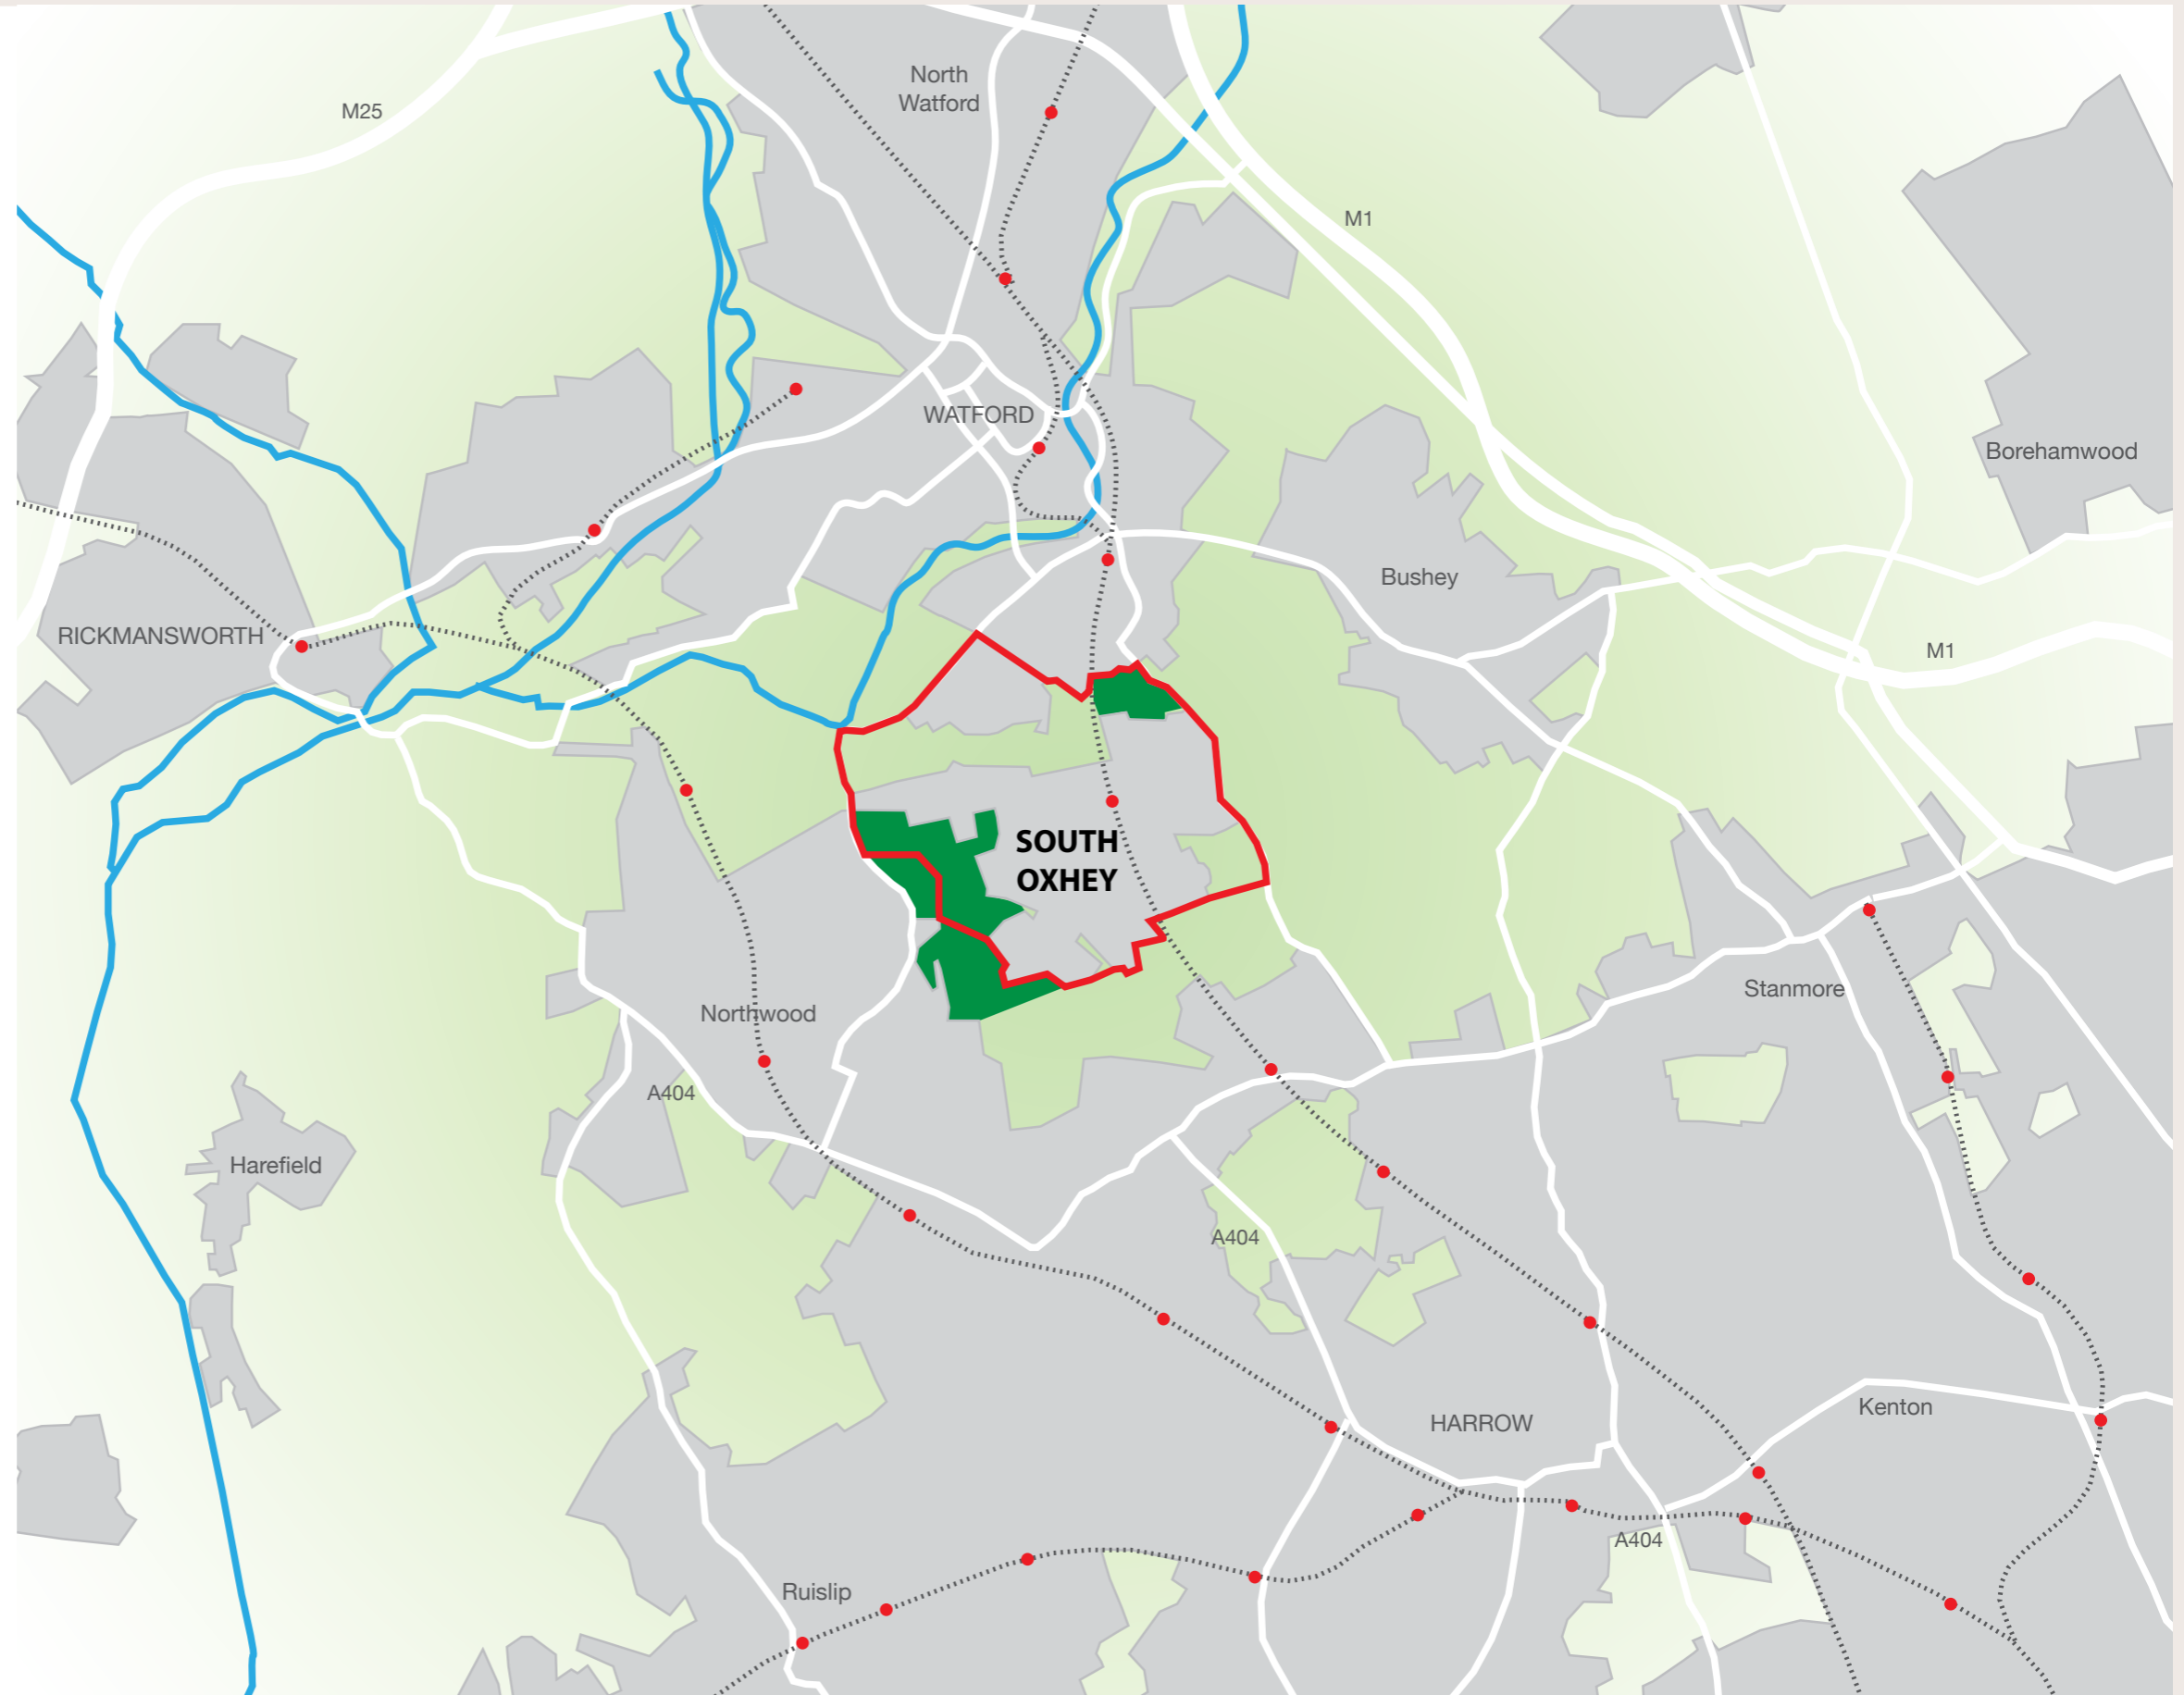 North
Watford
M25
M1
WATFORD
Borehamwood
Bushey
RICKMANSWORTH
M1
SOUTH
OXHEY
Stanmore
Northwood
A404
Harefield
A404
Kenton
HARROW
A404
Ruislip